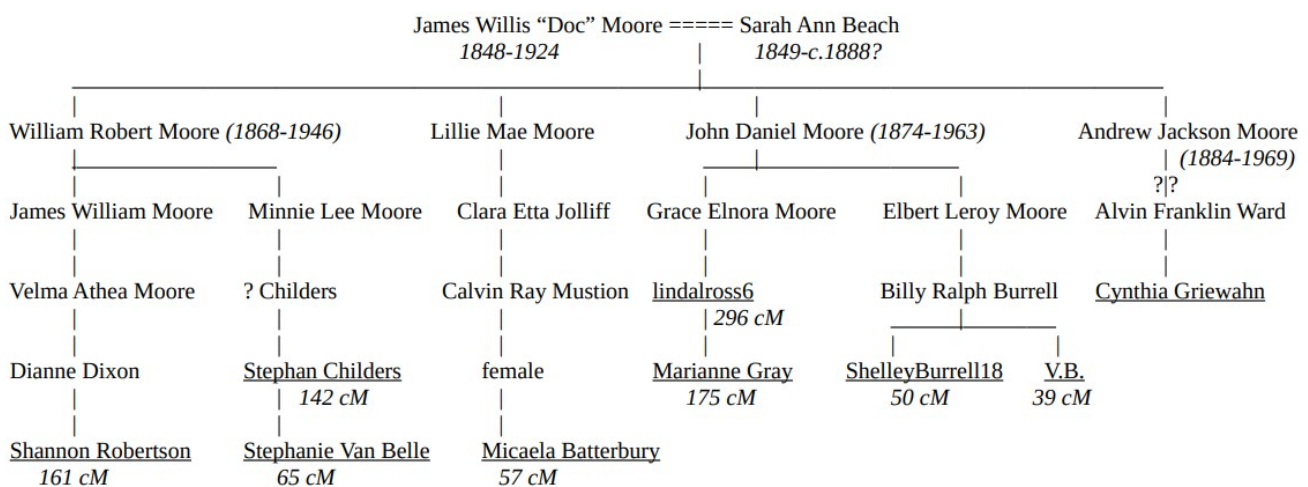 James Willis “Doc” Moore ===== Sarah Ann Beach
1848-1924 1849-c.1888?
William Robert Moore (1868-1946) Lillie Mae Moore John Daniel Moore (1874-1963) Andrew Jackson Moore
(1884-1969)
??
James William Moore Minnie Lee Moore Clara Etta Jolliff Grace Elnora Moore Elbert Leroy Moore Alvin Franklin Ward
Velma Athea Moore ? Childers Calvin Ray Mustion lindalross6 Billy Ralph Burrell Cynthia Griewahn
296 cM
Dianne Dixon Stephan Childers female Marianne Gray ShelleyBurrell18 V.B.
142 cM 175 cM 50 cM 39 cM
Shannon Robertson Stephanie Van Belle Micaela Batterbury
161 cM 65 cM 57 cM